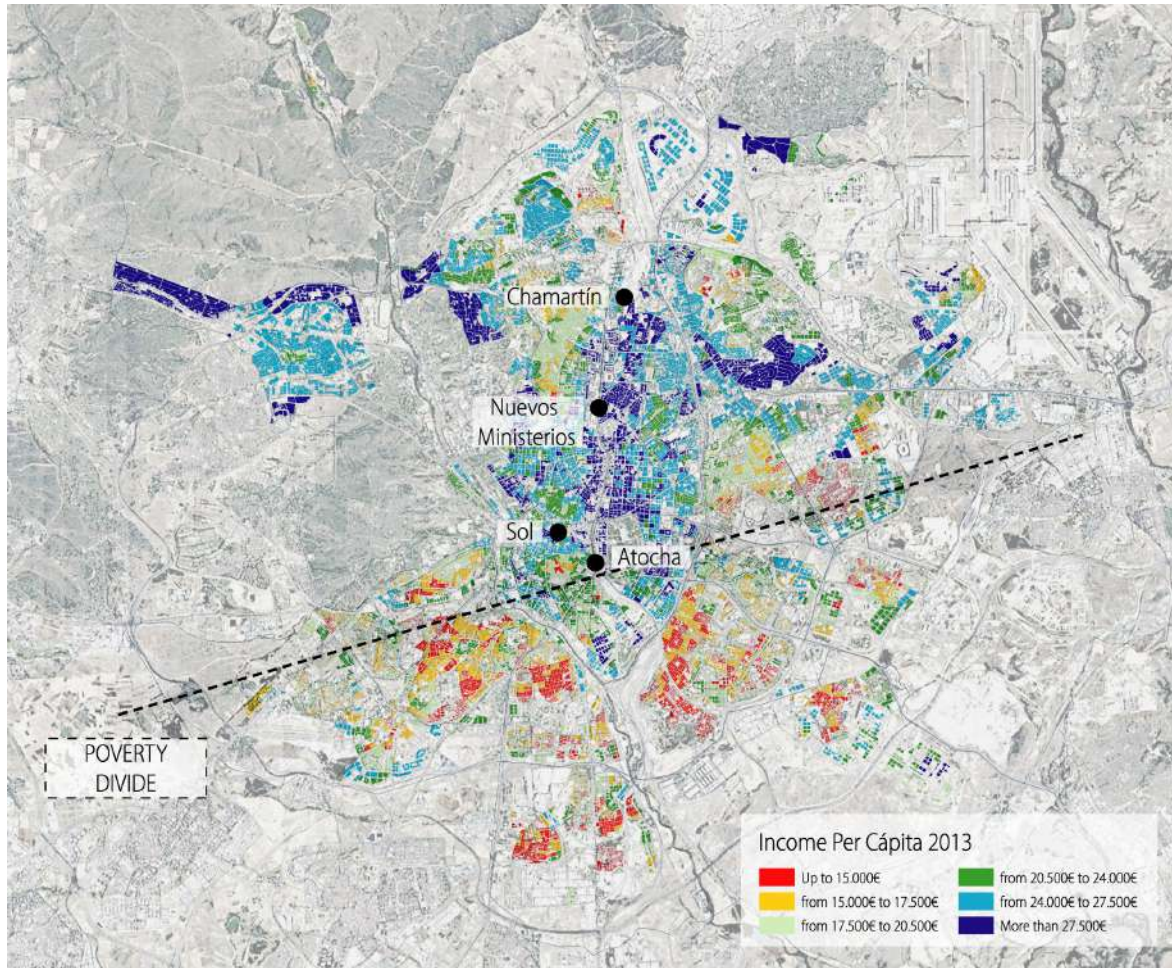 Chamartín
Nuevos
Ministerios
Sol
Atocha
POVERTY
DIVIDE
Income Per Cápita 2013
Up to 15.000€
from 15.000€ to 17.500€
from 17.500€ to 20.500€
from 20.500€ to 24.000€
from 24.000€ to 27.500€
More than 27.500€